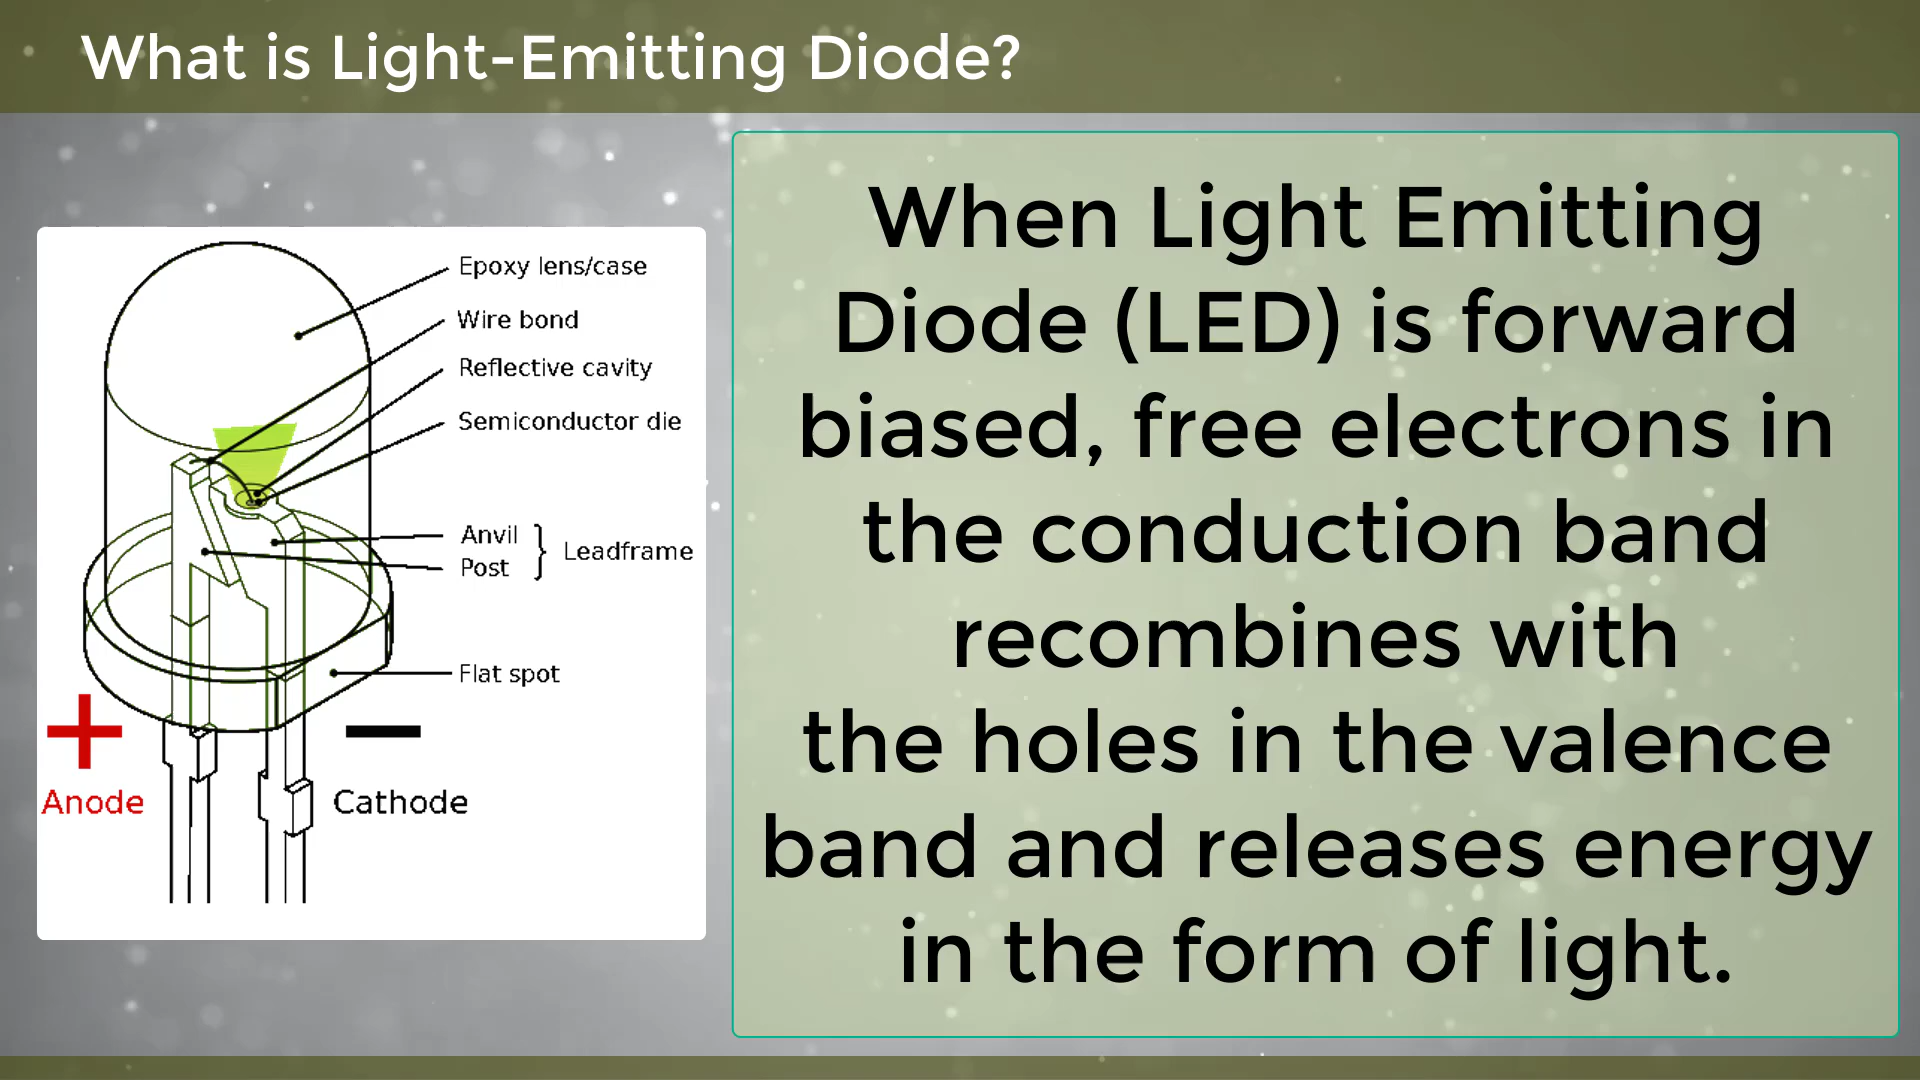 What is Light-Emitting Diode?
Epoxy lens/case
Wire bond
Reflective cavity
Semiconductor die
Anvil
Post
Leadframe
Flat spot
+
−
Anode
Cathode
When Light Emitting
Diode (LED) is forward
biased, free electrons in
the conduction band
recombines with
the holes in the valence
band and releases energy
in the form of light.